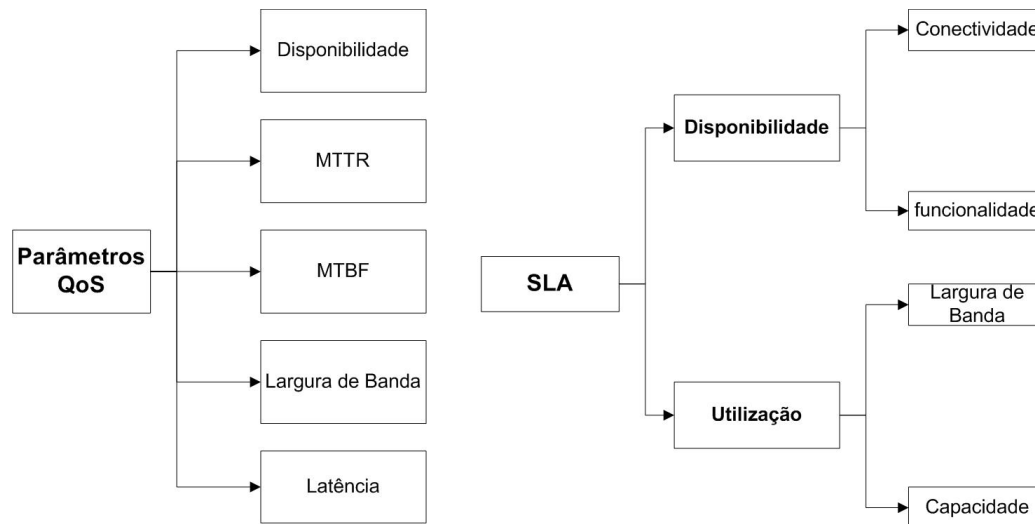 Parâmetros
QoS
Disponibilidade
MTTR
MTBF
Largura de Banda
Latência
SLA
Disponibilidade
Conectividade
funcionalidade
Utilização
Largura de
Banda
Capacidade